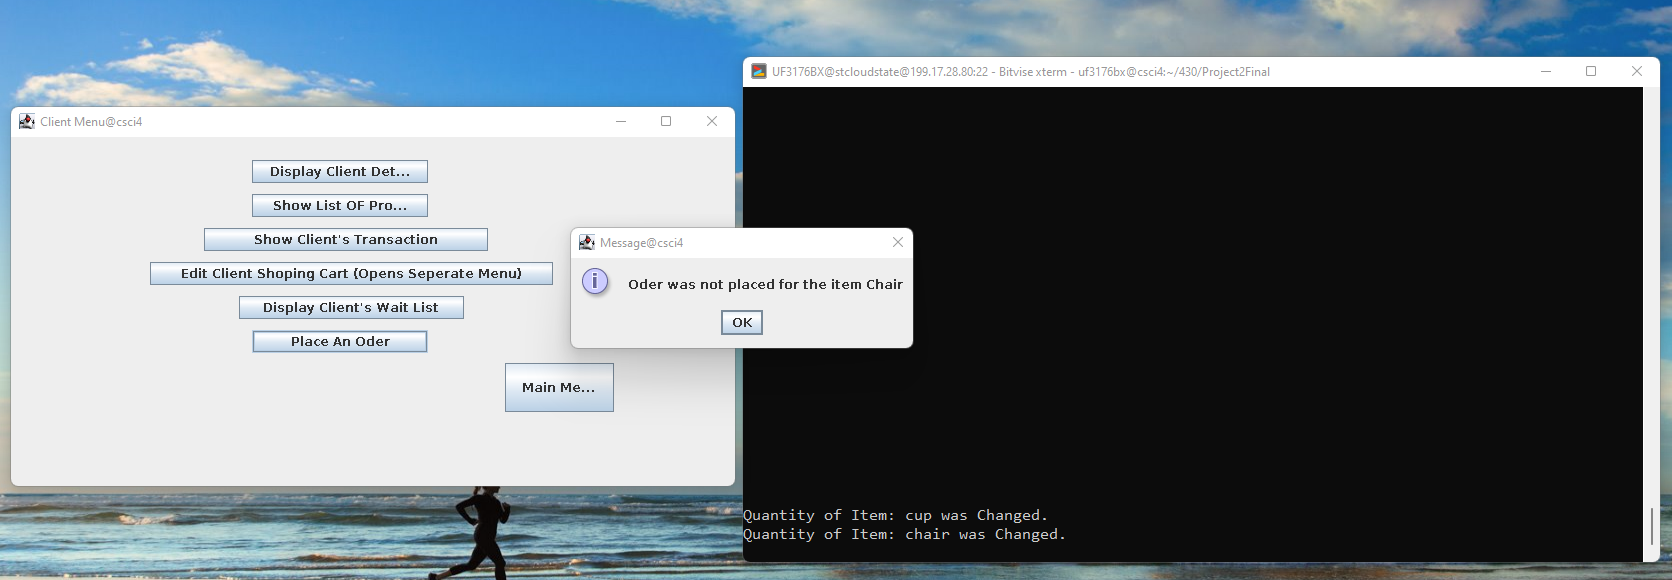 Client Menu@csci4
Display Client Det...
Show List OF Pro...
Show Client's Transaction
Edit Client Shoping Cart (Opens Seperate Menu)
Display Client's Wait List
Place An Oder
Main Me...
Message@csci4
Oder was not placed for the item Chair
OK
UF3176BX@stcloudstate@199.17.28.80:22 - Bitvise xterm - uf3176bx@csci4:~/430/Project2Final
Quantity of Item: cup was Changed.
Quantity of Item: chair was Changed.